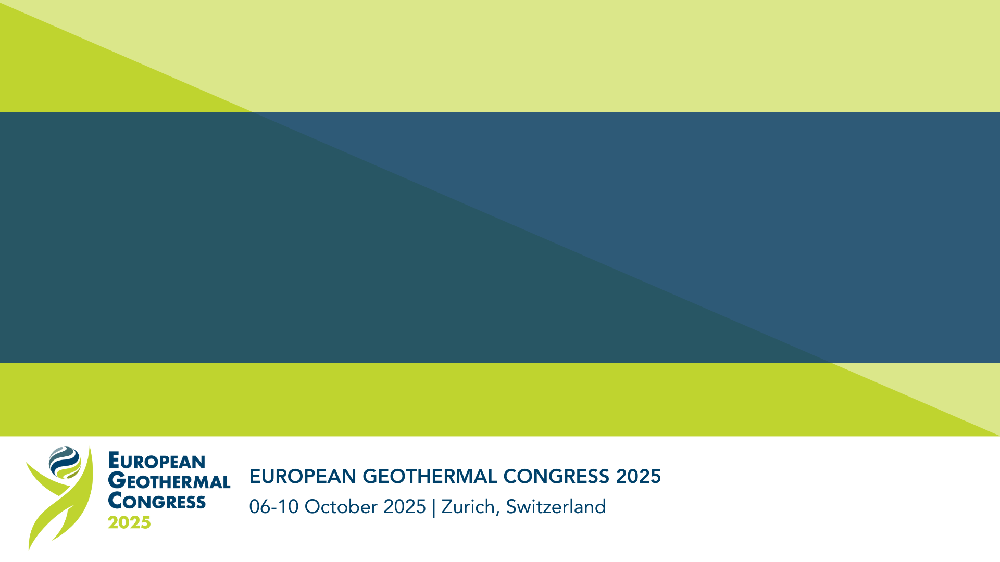 EUROPEAN
GEOTHERMAL
CONGRESS
2025
EUROPEAN GEOTHERMAL CONGRESS 2025
06-10 October 2025 | Zurich, Switzerland